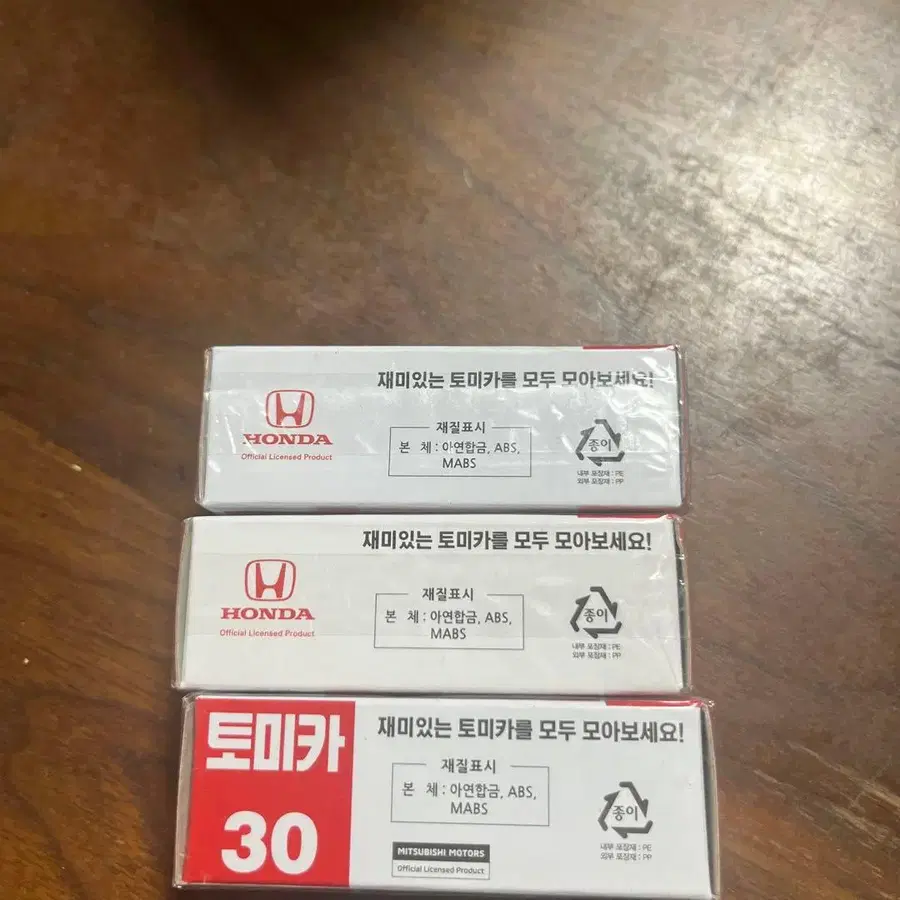 재미있는 토미카를 모두 모아보세요!
HONDA
Official Licensed Product
재질표시
본 체 : 아연합금, ABS,
MABS
종이
내부 포장재 : PE
외부 포장재 : PP
재미있는 토미카를 모두 모아보세요!
HONDA
Official Licensed Product
재질표시
본 체 : 아연합금, ABS,
MABS
종이
내부 포장재 : PE
외부 포장재 : PP
토미카
30
재미있는 토미카를 모두 모아보세요!
재질표시
본 체 : 아연합금, ABS,
MABS
MITSUBISHI MOTORS
Official Licensed Product
종이
내부 포장재 : PE
외부 포장재 : PP